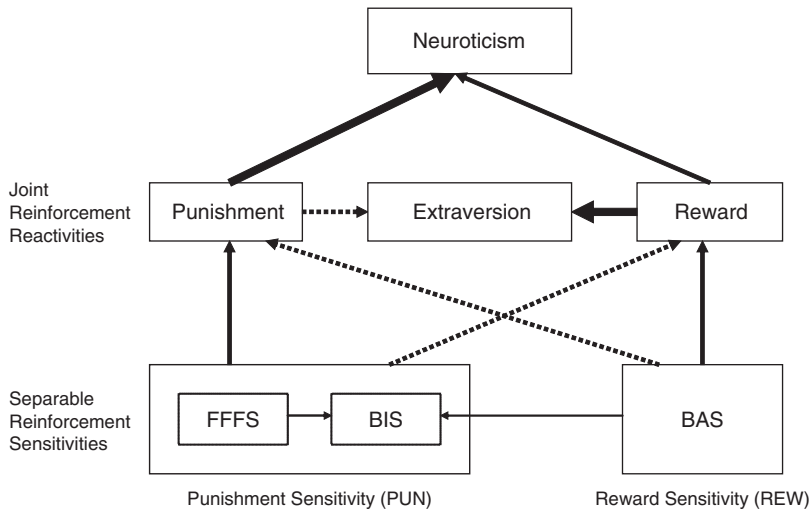 Neuroticism
Joint
Reinforcement
Reactivities
Punishment
Extraversion
Reward
Separable
Reinforcement
Sensitivities
FFFS
BIS
BAS
Punishment Sensitivity (PUN)
Reward Sensitivity (REW)